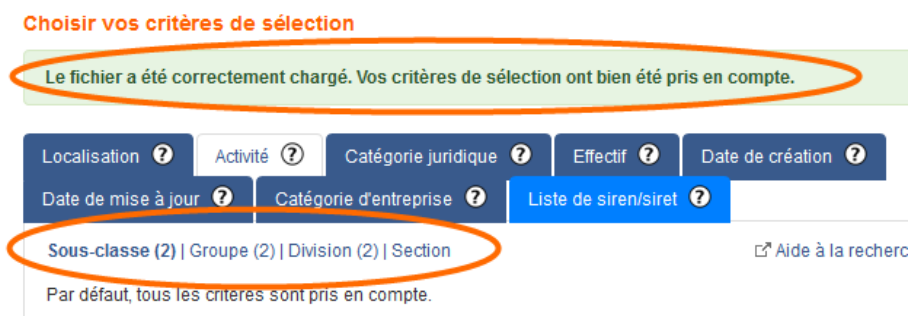 Choisir vos critères de sélection
Le fichier a été correctement chargé. Vos critères de sélection ont bien été pris en compte.
Localisation ? Activité ? Catégorie juridique ? Effectif ? Date de création ?
Date de mise à jour ? Catégorie d'entreprise ? Liste de siren/siret ?
Sous-classe (2) | Groupe (2) | Division (2) | Section Aide à la recherc
Par défaut, tous les critères sont pris en compte.